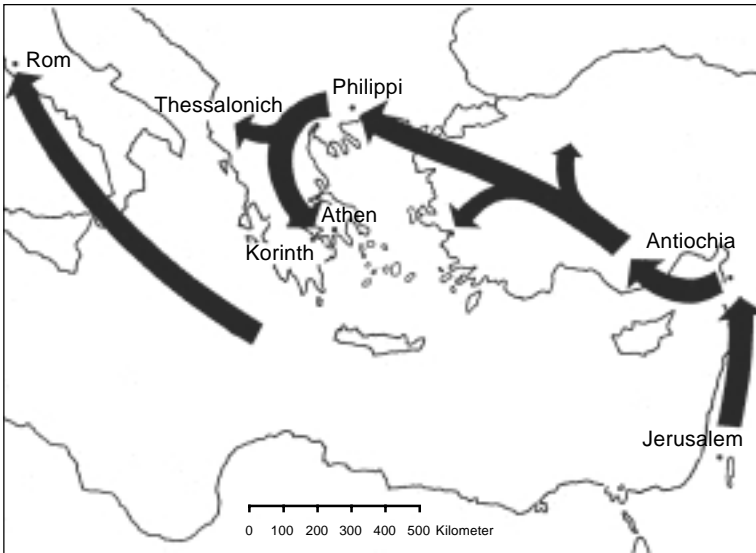 Rom
Philippi
Thessalonich
Athen
Korinth
Antiochia
Jerusalem
0 100 200 300 400 500 Kilometer